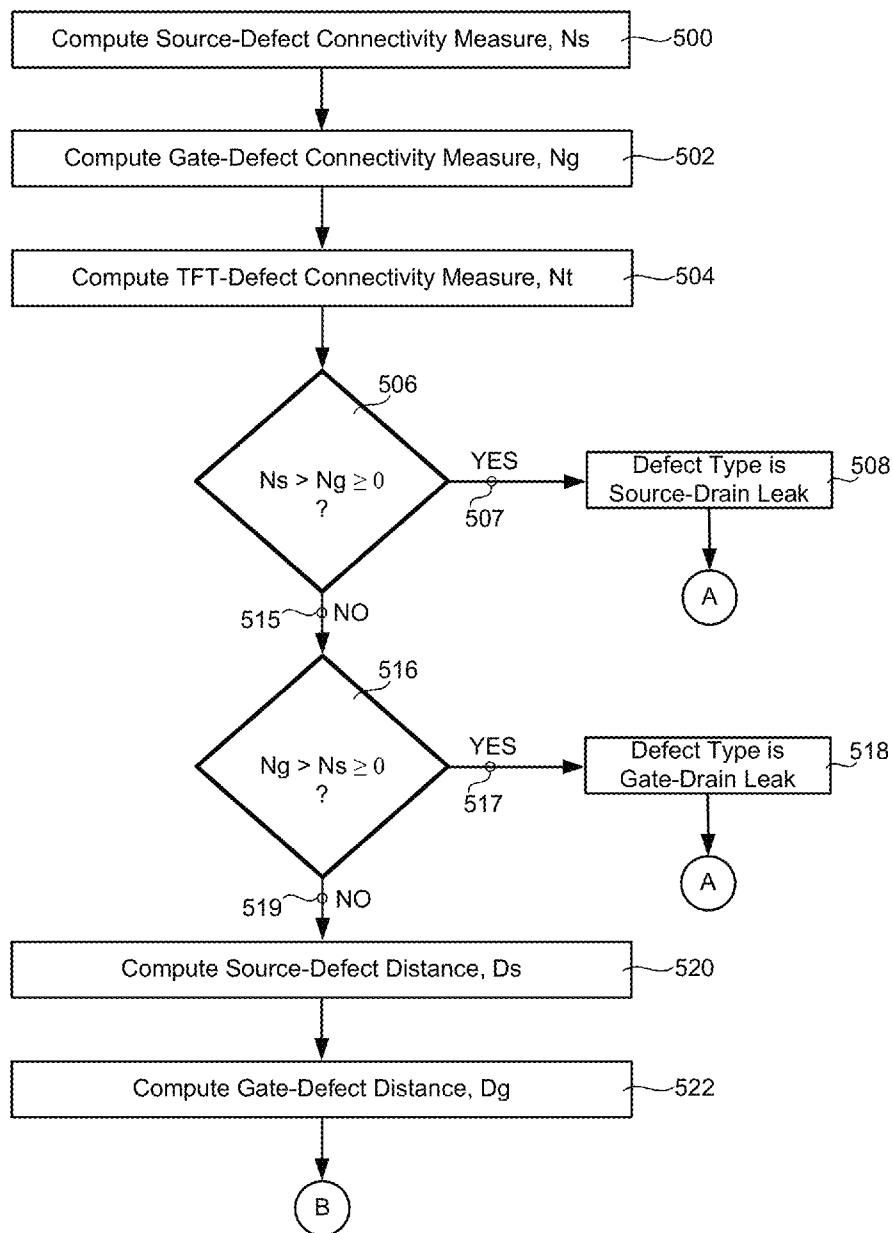 Compute Source-Defect Connectivity Measure, Ns
500
Compute Gate-Defect Connectivity Measure, Ng
502
Compute TFT-Defect Connectivity Measure, Nt
504
506
Ns > Ng ≥ 0
?
YES
507
Defect Type is
Source-Drain Leak
508
A
515
NO
516
Ng > Ns ≥ 0
?
YES
517
Defect Type is
Gate-Drain Leak
518
A
519
NO
Compute Source-Defect Distance, Ds
520
Compute Gate-Defect Distance, Dg
522
B